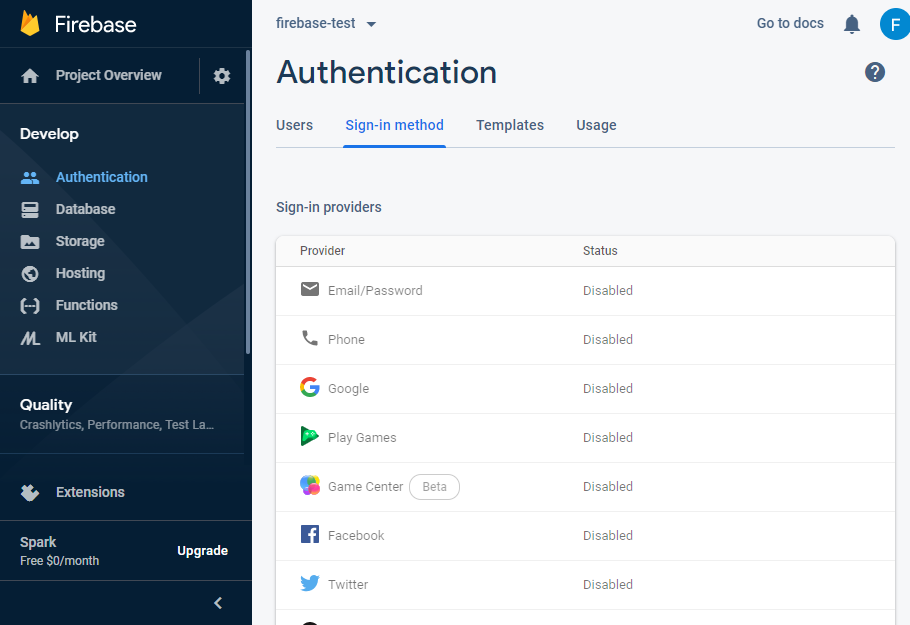 Firebase
Project Overview
Develop
Authentication
Database
Storage
Hosting
Functions
ML Kit
Quality
Crashlytics, Performance, Test La...
Extensions
Spark
Free $0/month
Upgrade
firebase-test
Go to docs
F
Authentication
?
Users Sign-in method Templates Usage
Sign-in providers
Provider Status
Email/Password Disabled
Phone Disabled
Google Disabled
Play Games Disabled
Game Center Beta Disabled
Facebook Disabled
Twitter Disabled